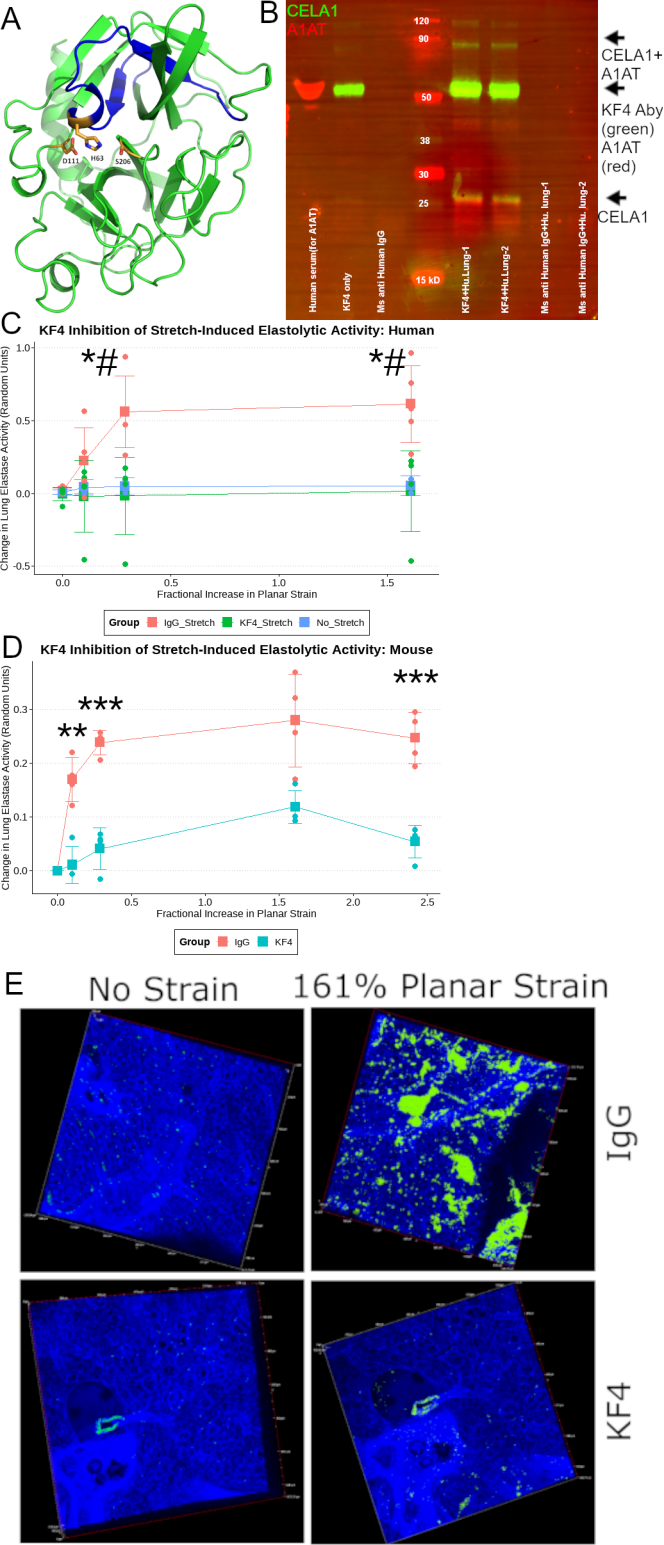 A
D111
H63
S206
B
CELA1
A1AT
120
90
50
38
30
25
15 kD
Human serum(for A1AT)
KF4 only
Ms anti Human IgG
KF4+Hu.Lung-1
KF4+Hu.Lung-2
Ms anti Human IgG+Hu. lung-1
Ms anti Human IgG+Hu. lung-2
CELA1+
A1AT
KF4 Aby
(green)
A1AT
(red)
CELA1
C
KF4 Inhibition of Stretch-Induced Elastolytic Activity: Human
Change in Lung Elastase Activity (Random Units)
1.0
0.5
0.0
-0.5
*#
*#
0.0
0.5
1.0
1.5
Fractional Increase in Planar Strain
Group IgG_Stretch KF4_Stretch No_Stretch
D
KF4 Inhibition of Stretch-Induced Elastolytic Activity: Mouse
Change in Lung Elastase Activity (Random Units)
0.3
0.2
0.1
0.0
**
***
***
0.0
0.5
1.0
1.5
2.0
2.5
Fractional Increase in Planar Strain
Group IgG KF4
E
No Strain
161% Planar Strain
IgG
KF4